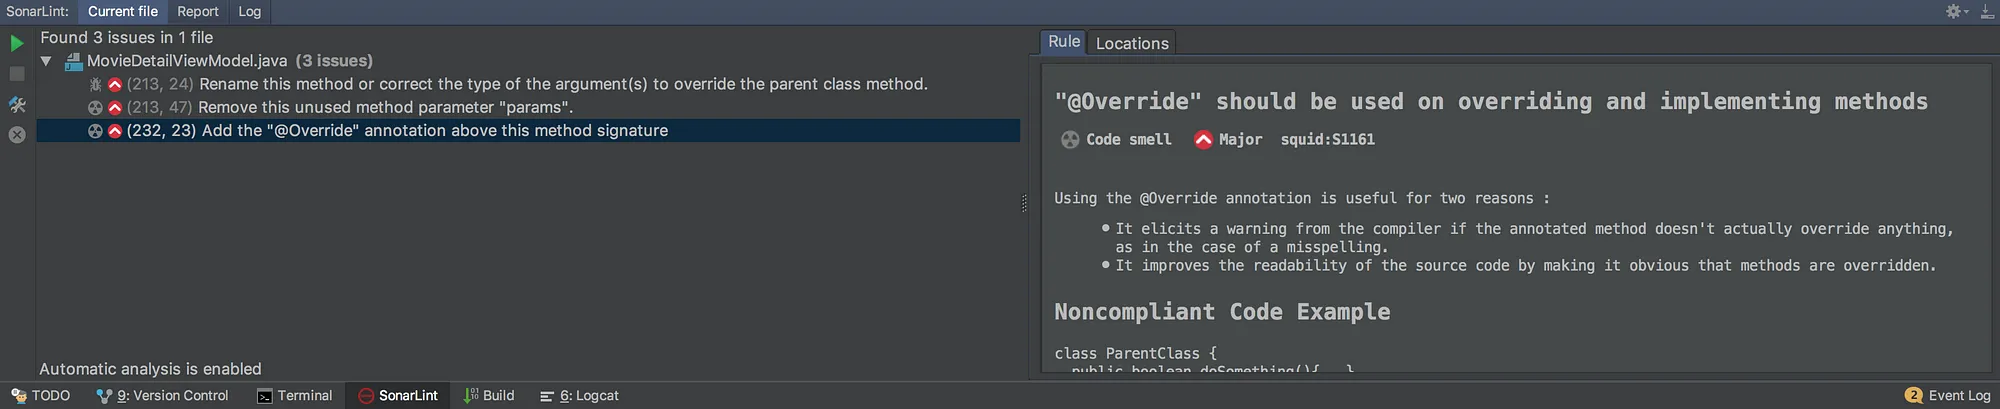 SonarLint: Current file Report Log
Found 3 issues in 1 file
MovieDetailViewModel.java (3 issues)
(213, 24) Rename this method or correct the type of the argument(s) to override the parent class method.
(213, 47) Remove this unused method parameter "params".
(232, 23) Add the "@Override" annotation above this method signature
Automatic analysis is enabled
Rule Locations
"@Override" should be used on overriding and implementing methods
Code smell Major squid:S1161
Using the @Override annotation is useful for two reasons :
It elicits a warning from the compiler if the annotated method doesn't actually override anything,
as in the case of a misspelling.
It improves the readability of the source code by making it obvious that methods are overridden.
Noncompliant Code Example
class ParentClass {
public boolean doSomething(){...}
TODO 9: Version Control Terminal SonarLint Build 6: Logcat 2 Event Log